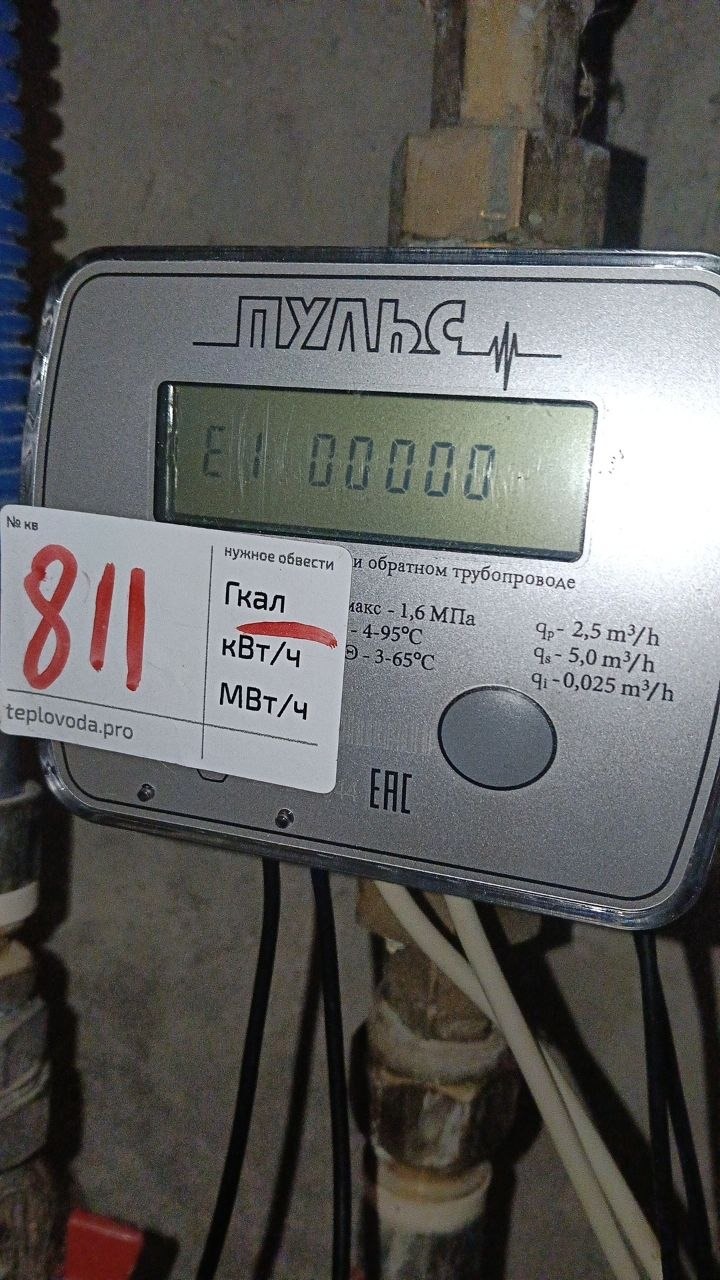 ПУЛЬС
E1 00000
№ кв
811
нужное обвести
Гкал
кВт/ч
МВт/ч
teplovoda.pro
и обратном трубопроводе
- 1,6 МПа
- 4-95°C
- 3-65°C
qp - 2,5 m³/h
qs - 5,0 m³/h
qi - 0,025 m³/h
EAC